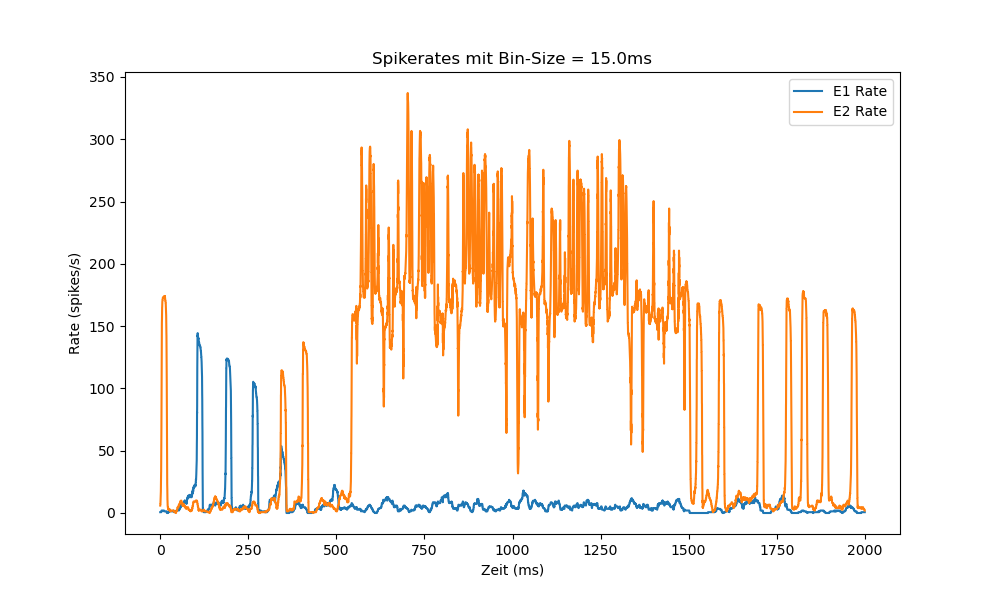 Spikerates mit Bin-Size = 15.0ms
E1 Rate
E2 Rate
350
300
250
200
150
100
50
0
Rate (spikes/s)
0 250 500 750 1000 1250 1500 1750 2000
Zeit (ms)